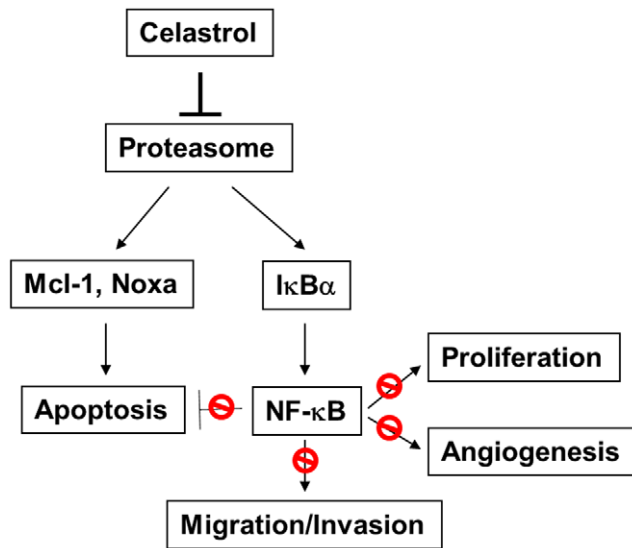 Celastrol
Proteasome
Mcl-1, Noxa
IκBα
Proliferation
Apoptosis
NF-κB
Angiogenesis
Migration/Invasion